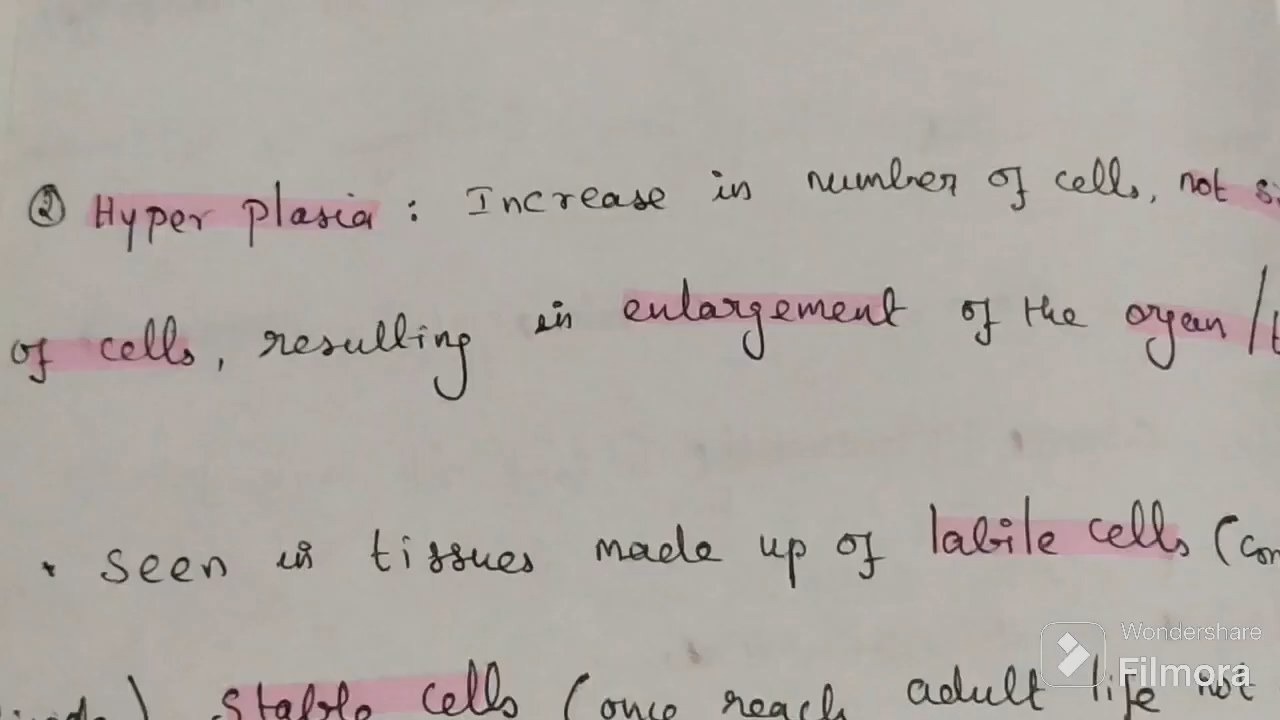 ② Hyper plasia : Increase in number of cells, not
of cells, resulting in enlargement of the organ /
• seen in tissues made up of labile cells (
) stable cells (once reach adult life not
Wondershare
Filmora